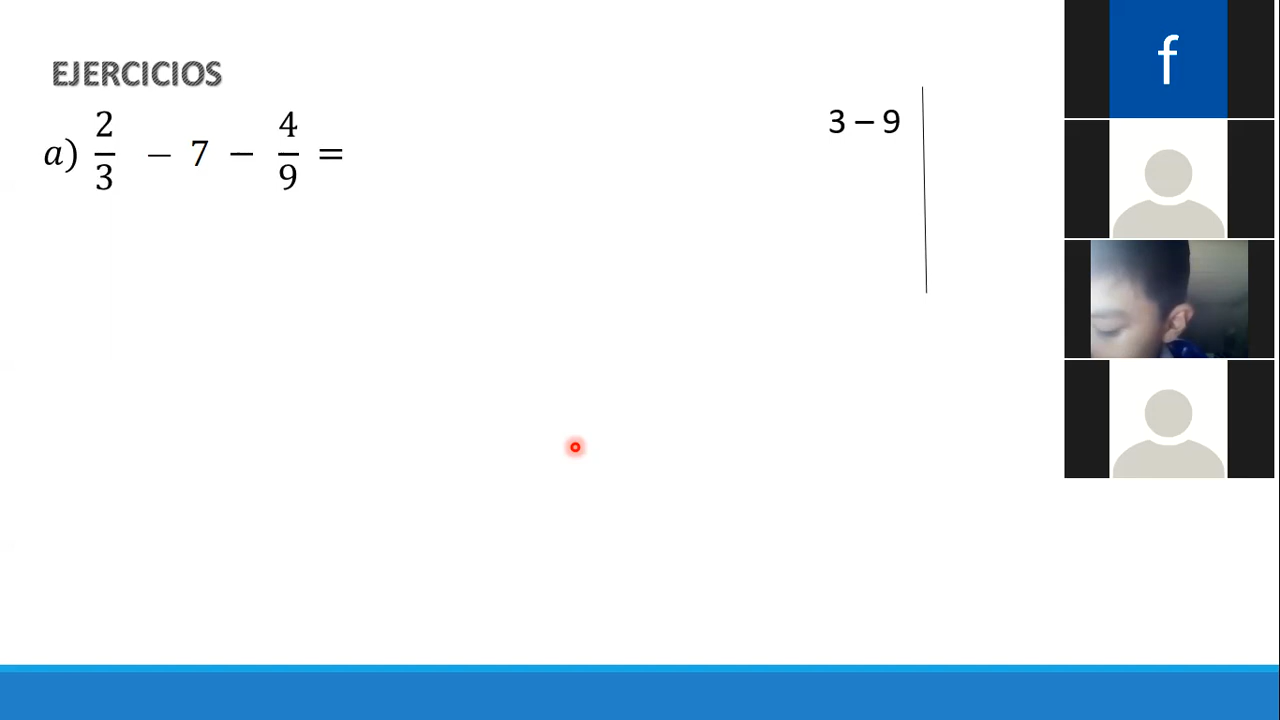 EJERCICIOS
a) 2/3 − 7 − 4/9 =
3 − 9
f